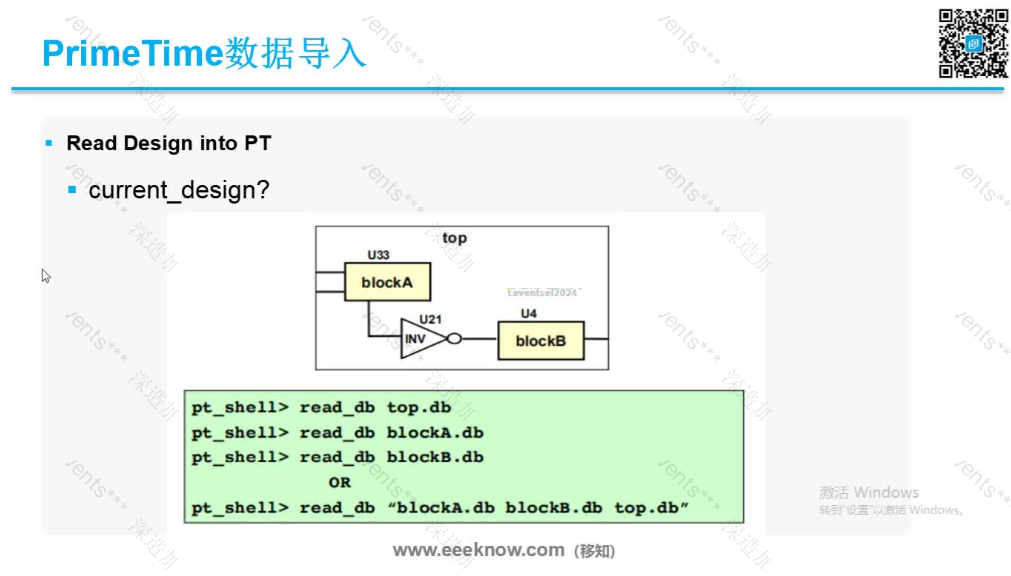 PrimeTime数据导入
Read Design into PT
current_design?
top
U33
blockA
Leventsel2024
U21
INV
U4
blockB
pt_shell> read_db top.db
pt_shell> read_db blockA.db
pt_shell> read_db blockB.db
OR
pt_shell> read_db “blockA.db blockB.db top.db”
激活 Windows
转到"设置"以激活 Windows。
www.eeeknow.com（移知）